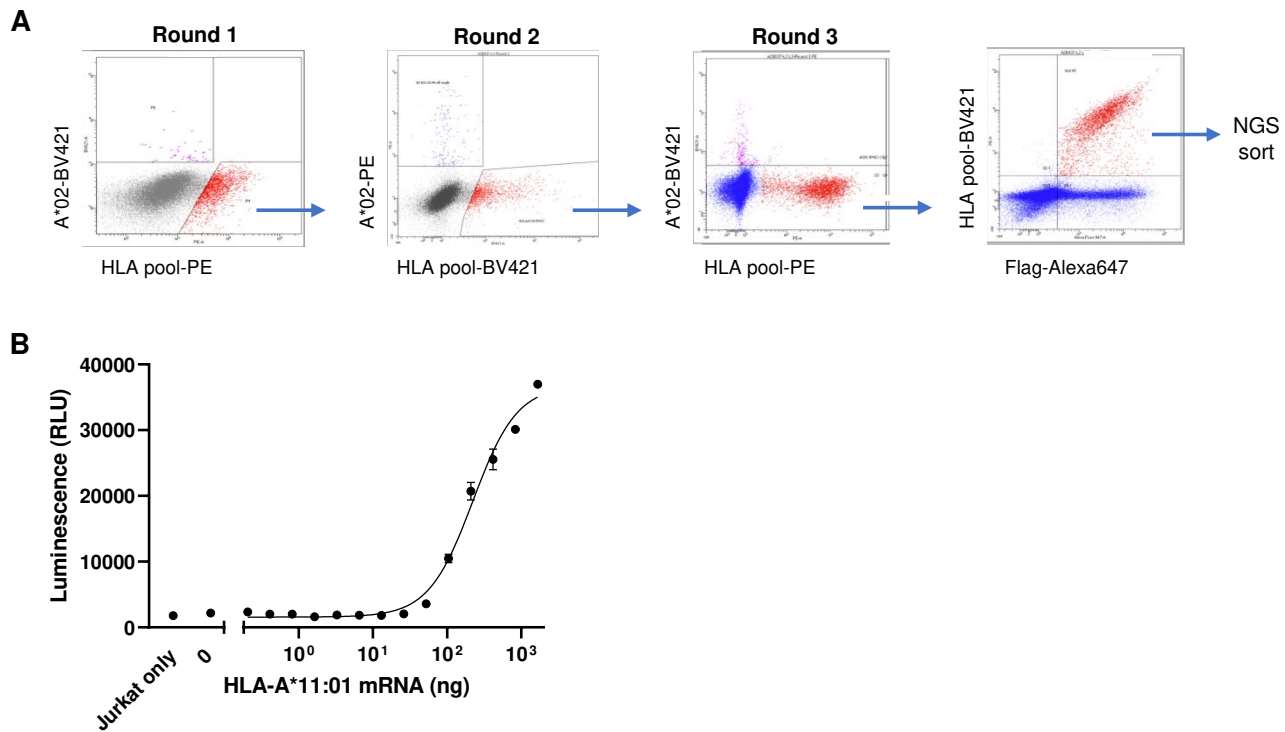 A
Round 1
Round 2
Round 3
A*02-BV421
HLA pool-PE
A*02-PE
HLA pool-BV421
A*02-BV421
HLA pool-PE
HLA pool-BV421
Flag-Alexa647
NGS
sort
PE-A
PE-A
B
Luminescence (RLU)
40000
30000
20000
10000
0
Jurkat only
0
10⁰
10¹
10²
10³
HLA-A*11:01 mRNA (ng)